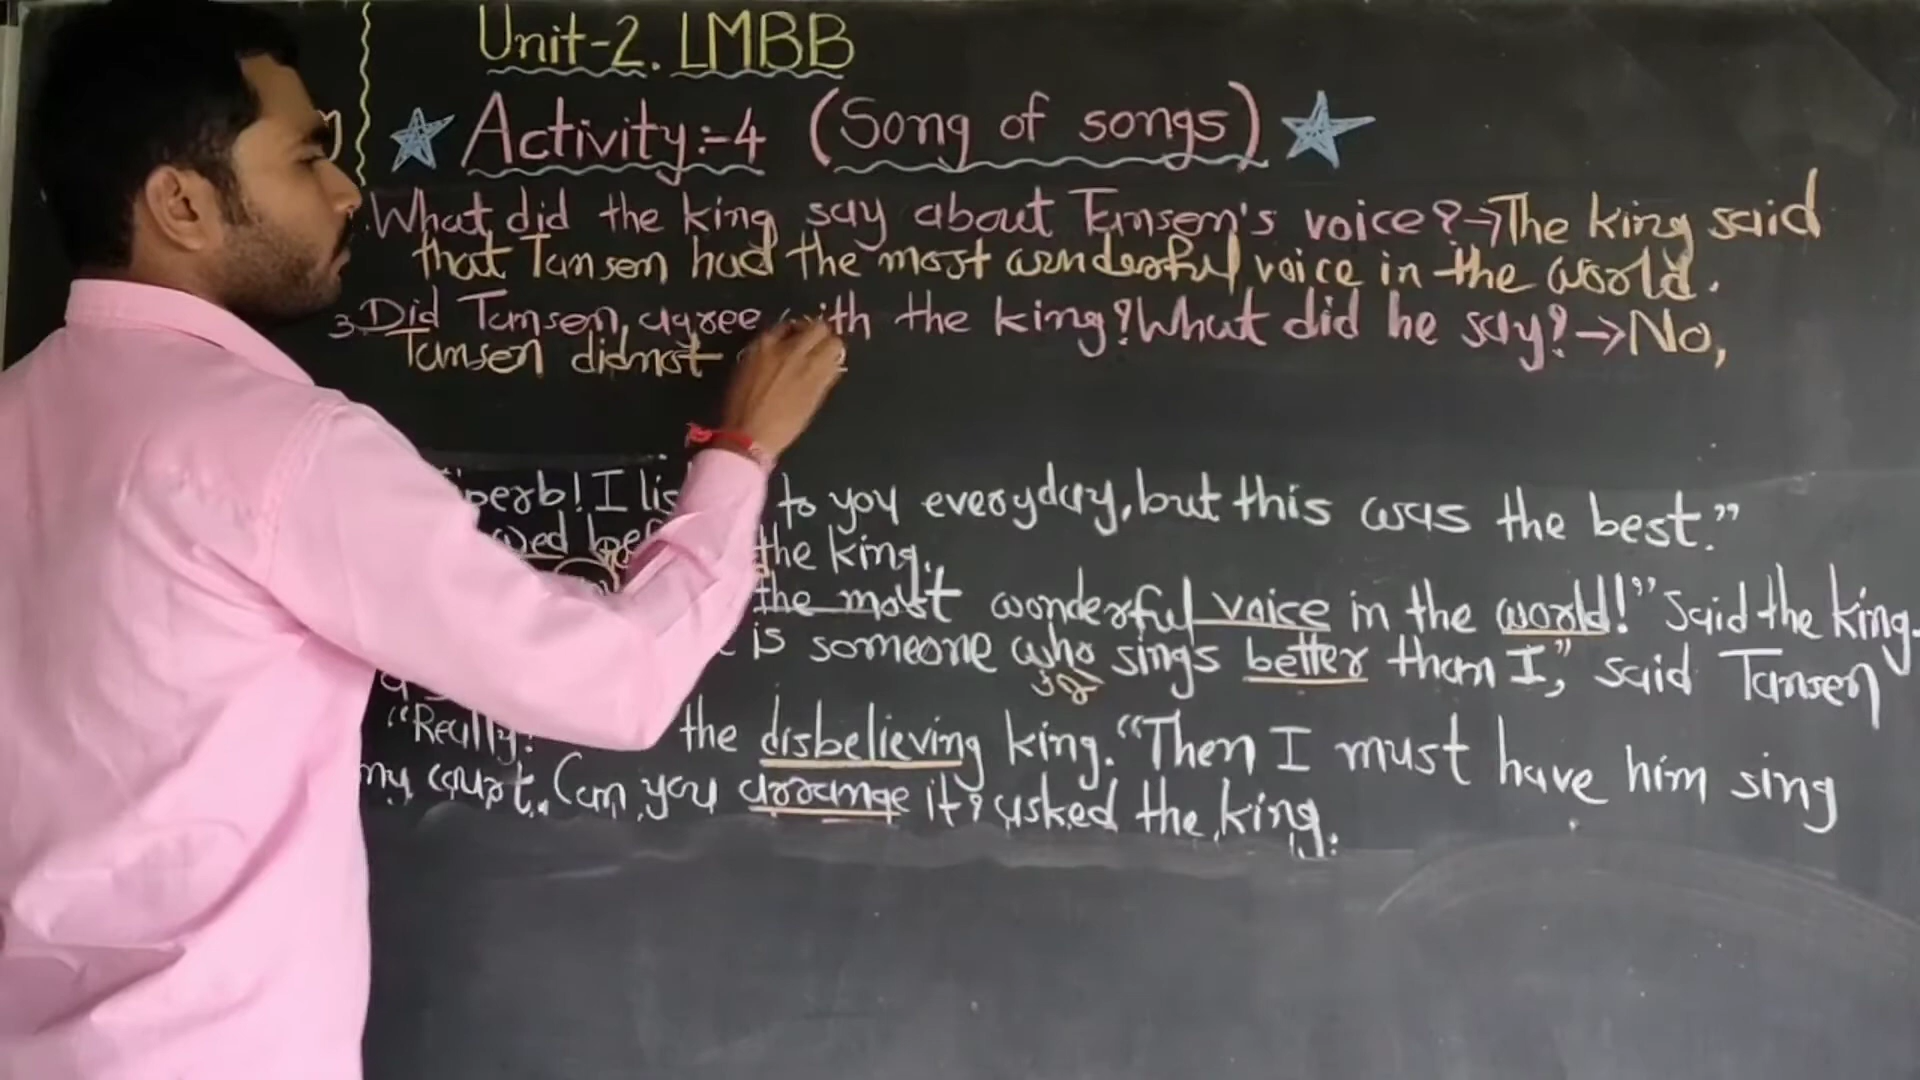 Unit-2. LMBB
Activity:-4 (Song of songs)
What did the king say about Tansen's voice?→The king said
that Tansen had the most wonderful voice in the world.
3. Did Tansen, agree with the king? What did he say?→No,
Tansen didnot
perb! I lis to you everyday, but this was the best."
wed bef the king.
the most wonderful voice in the world!" Said the king.
is someone who sings better than I," said Tansen
"Really! the disbelieving king. "Then I must have him sing
my court. Can you arrange it? asked the king.